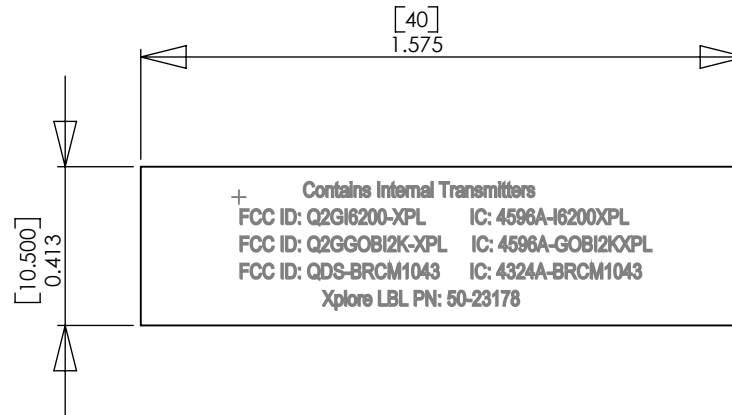 [40]
1.575
[10.500]
0.413
Contains Internal Transmitters
FCC ID: Q2GI6200-XPL IC: 4596A-I6200XPL
FCC ID: Q2GGOBI2K-XPL IC: 4596A-GOBI2KXPL
FCC ID: QDS-BRCM1043 IC: 4324A-BRCM1043
Xplore LBL PN: 50-23178